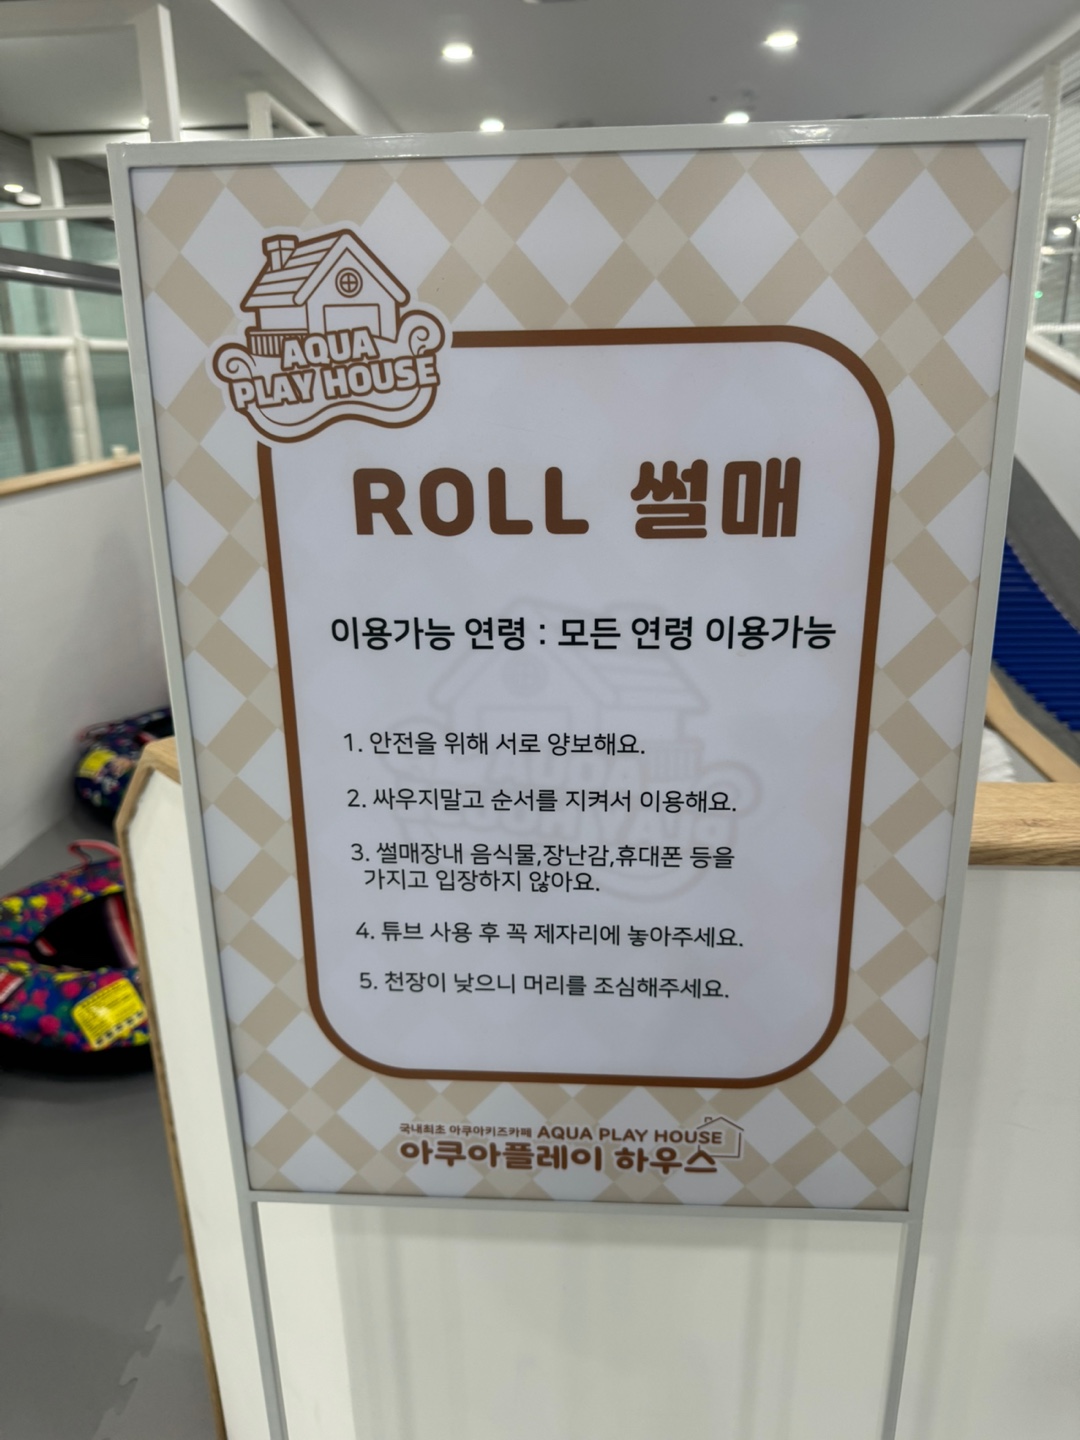 AQUA
PLAY HOUSE
ROLL 썰매
이용가능 연령 : 모든 연령 이용가능
1. 안전을 위해 서로 양보해요.
2. 싸우지말고 순서를 지켜서 이용해요.
3. 썰매장내 음식물,장난감,휴대폰 등을
가지고 입장하지 않아요.
4. 튜브 사용 후 꼭 제자리에 놓아주세요.
5. 천장이 낮으니 머리를 조심해주세요.
국내최초 아쿠아키즈카페 AQUA PLAY HOUSE
아쿠아플레이 하우스